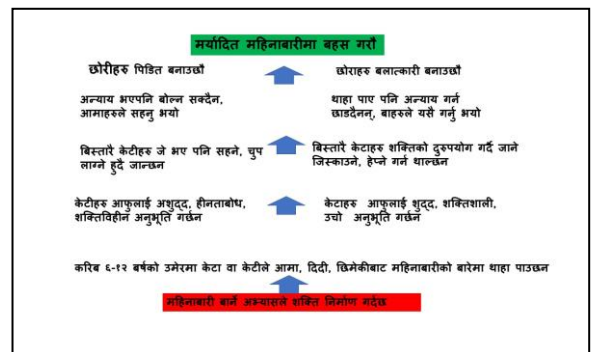 मर्यादित महिनाबारीमा बहस गरौ
छोरीहरु पिडित बनाउछौ
छोराहरु बलात्कारी बनाउछौ
अन्याय भएपनि बोल्न सक्दैन,
आमाहरुले सहनु भयो
थाहा पाए पनि अन्याय गर्न
छाडदैनन्, बाहरुले यसै गर्नु भयो
बिस्तारै केटीहरु जे भए पनि सहने, चुप
लाग्ने हुदै जान्छन
बिस्तारै केटाहरु शक्तिको दुरुपयोग गर्दै जाने
जिस्काउने, हेप्ने गर्न थाल्छन
केटीहरु आफुलाई अशुद्द, हीनताबोध,
शक्तिविहीन अनुभूति गर्छन
केटाहरु आफुलाई शुद्द, शक्तिशाली,
उचो अनुभूति गर्छन
करिब ६-१२ बर्षको उमेरमा केटा वा केटीले आमा, दिदी, छिमेकीबाट महिनाबारीको बारेमा थाहा पाउछन
महिनाबारी बार्ने अभ्यासले शक्ति निर्माण गर्दछ